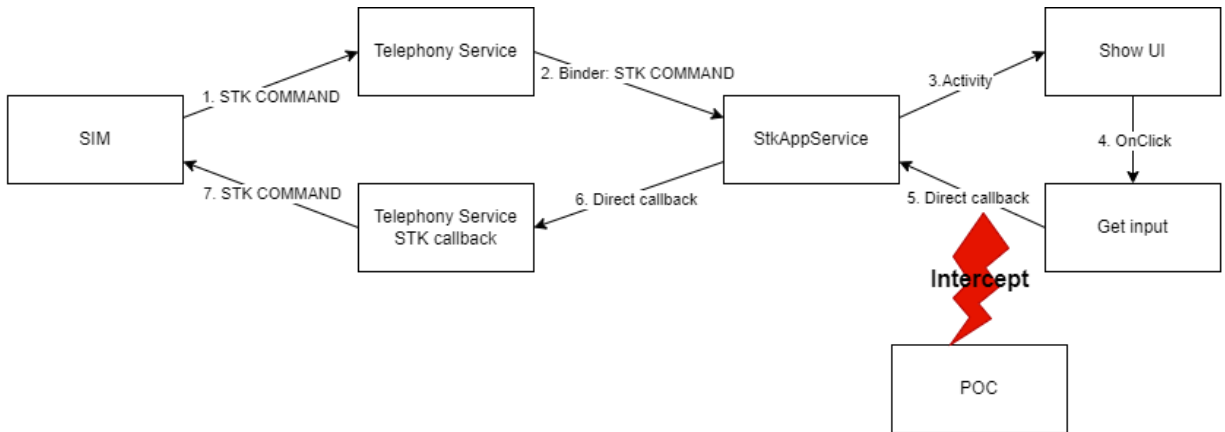 Telephony Service
Show UI
2. Binder: STK COMMAND
3.Activity
1. STK COMMAND
SIM
StkAppService
4. OnClick
7. STK COMMAND
6. Direct callback
5. Direct callback
Telephony Service
STK callback
Get input
Intercept
POC